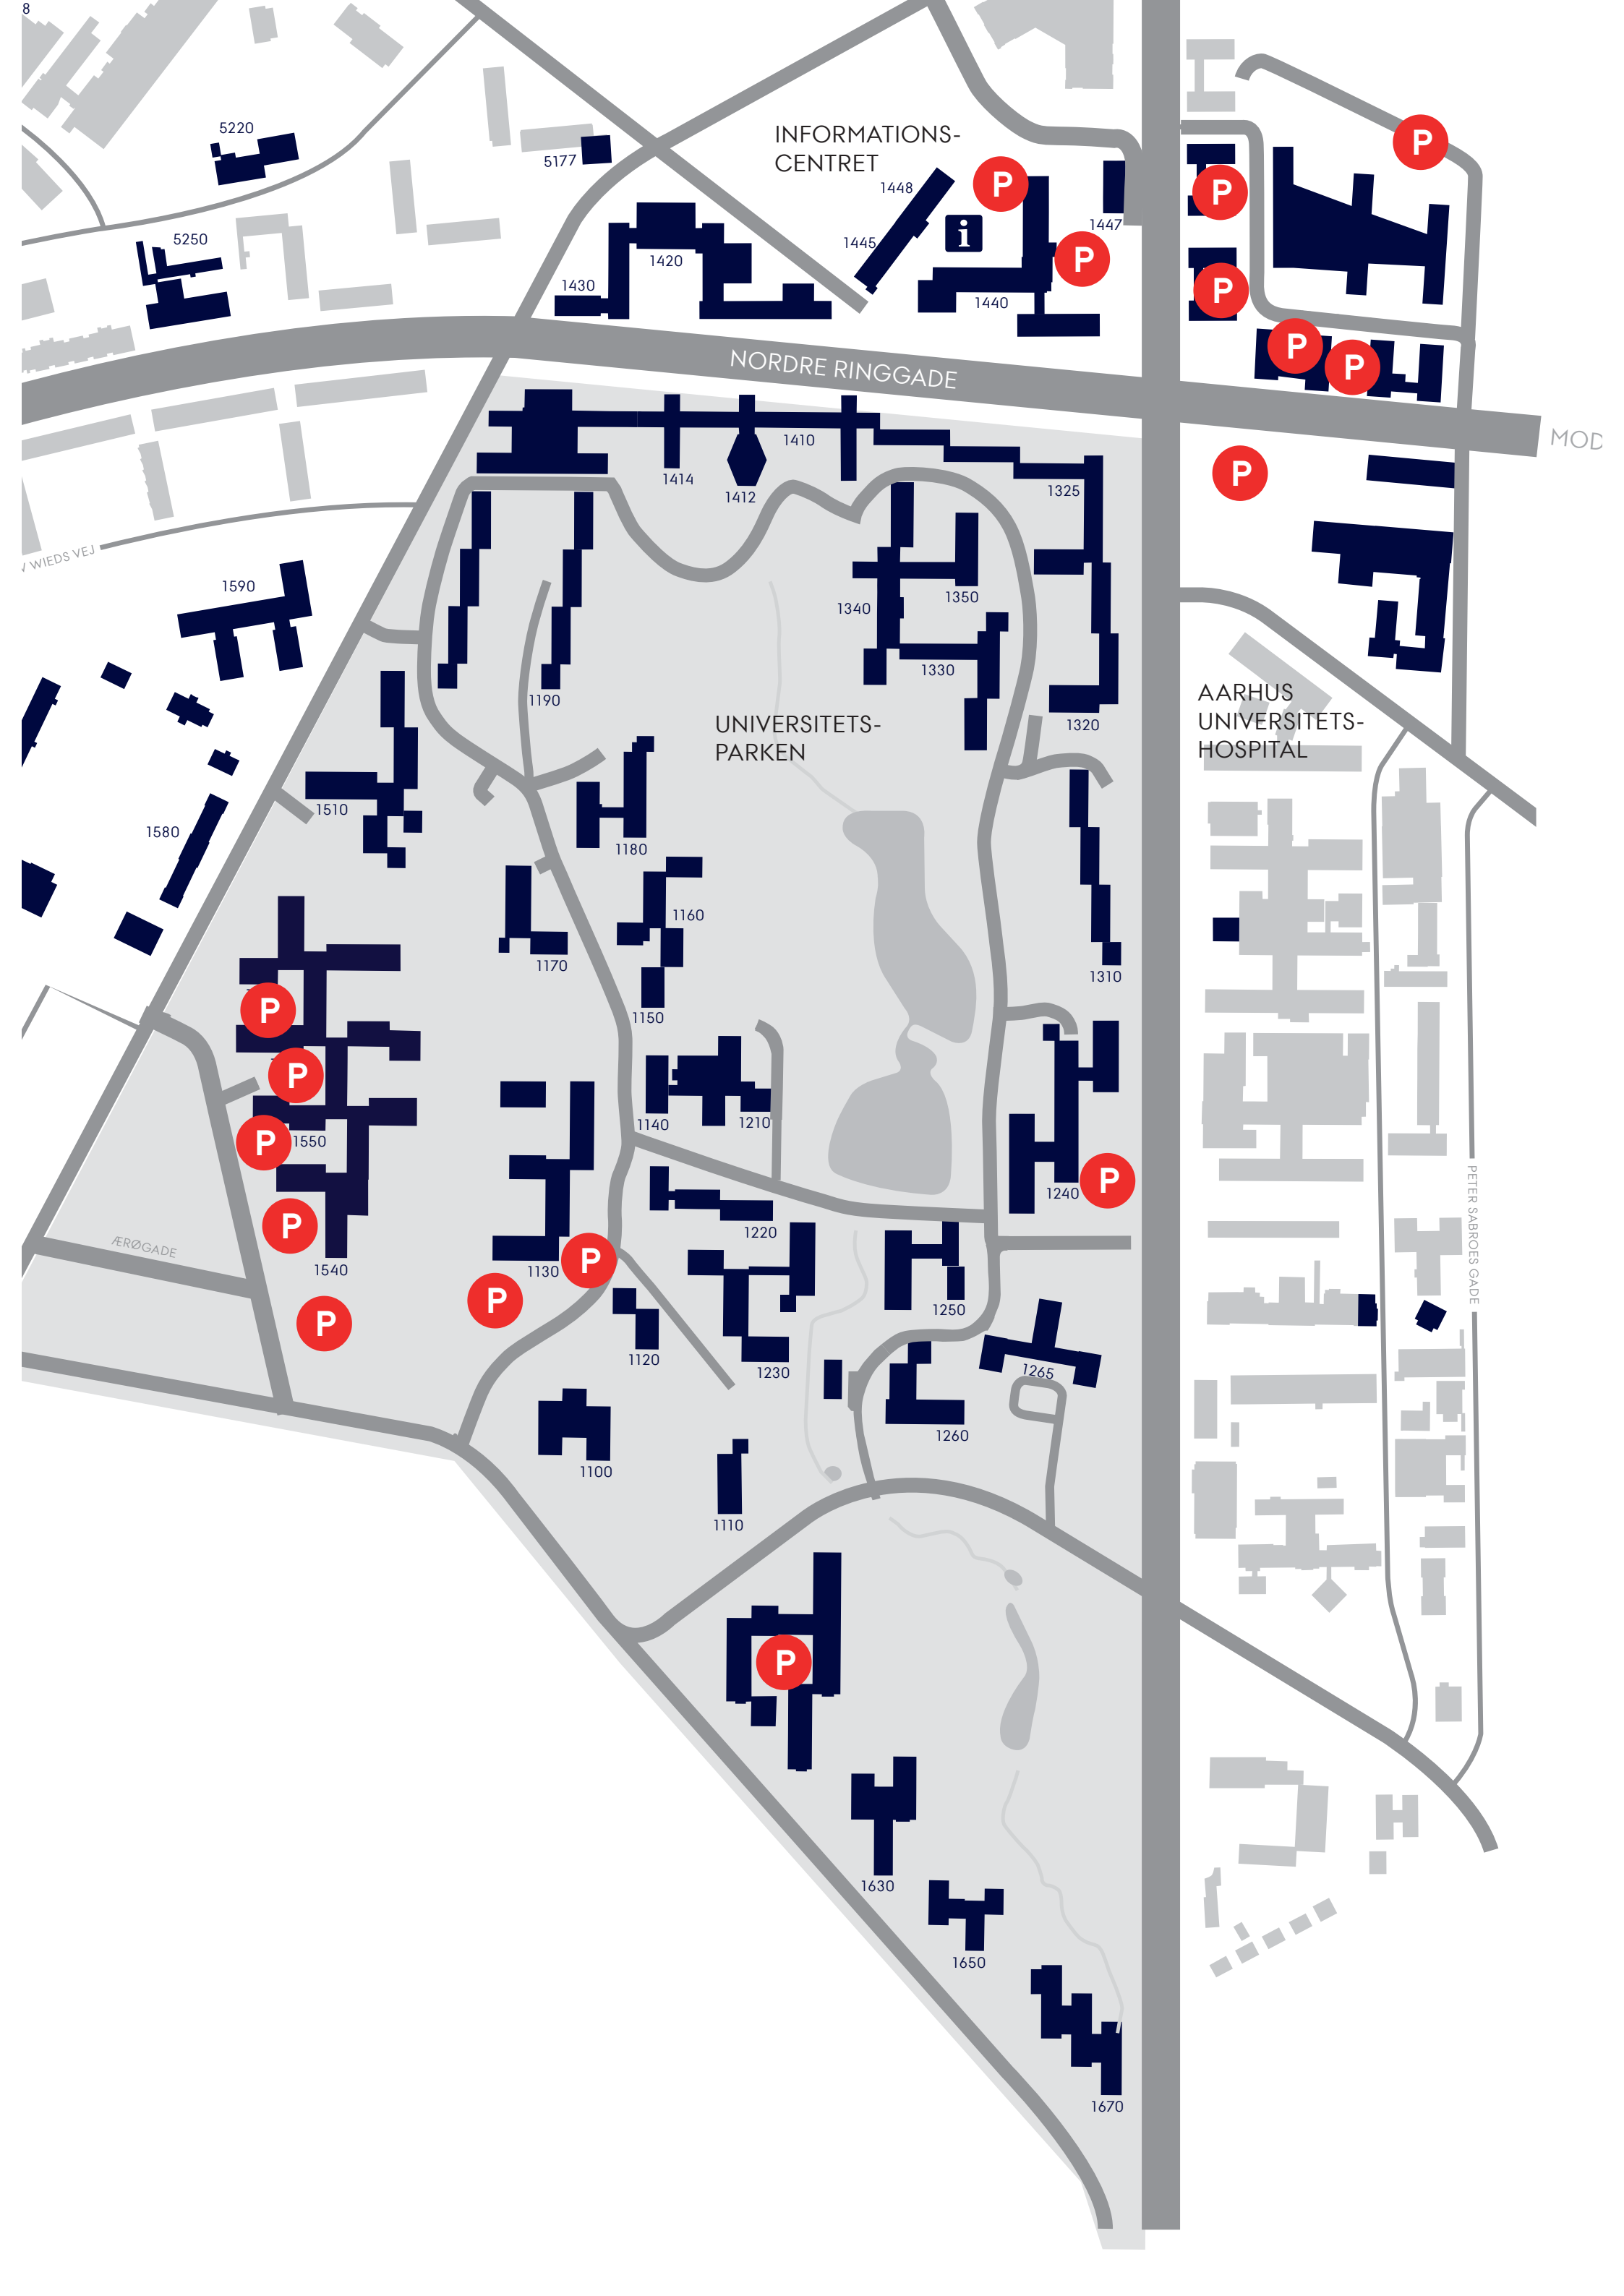 8
5220
5177
INFORMATIONS-
CENTRET
P
P
P
1448
i
1447
5250
1445
P
1420
1430
1440
P
P
P
NORDRE RINGGADE
MOD
1410
1414
1412
1325
P
WIEDS VEJ
1590
1350
1340
1330
1190
1320
UNIVERSITETS-
PARKEN
AARHUS
UNIVERSITETS-
HOSPITAL
1510
1580
1180
1160
1170
1310
1150
P
P
1140
1210
1550
P
1240
P
PETER SABROES GADE
P
1220
ÆRØGADE
1540
1130
P
P
1250
P
1120
1230
1265
1260
1100
1110
P
1630
1650
1670